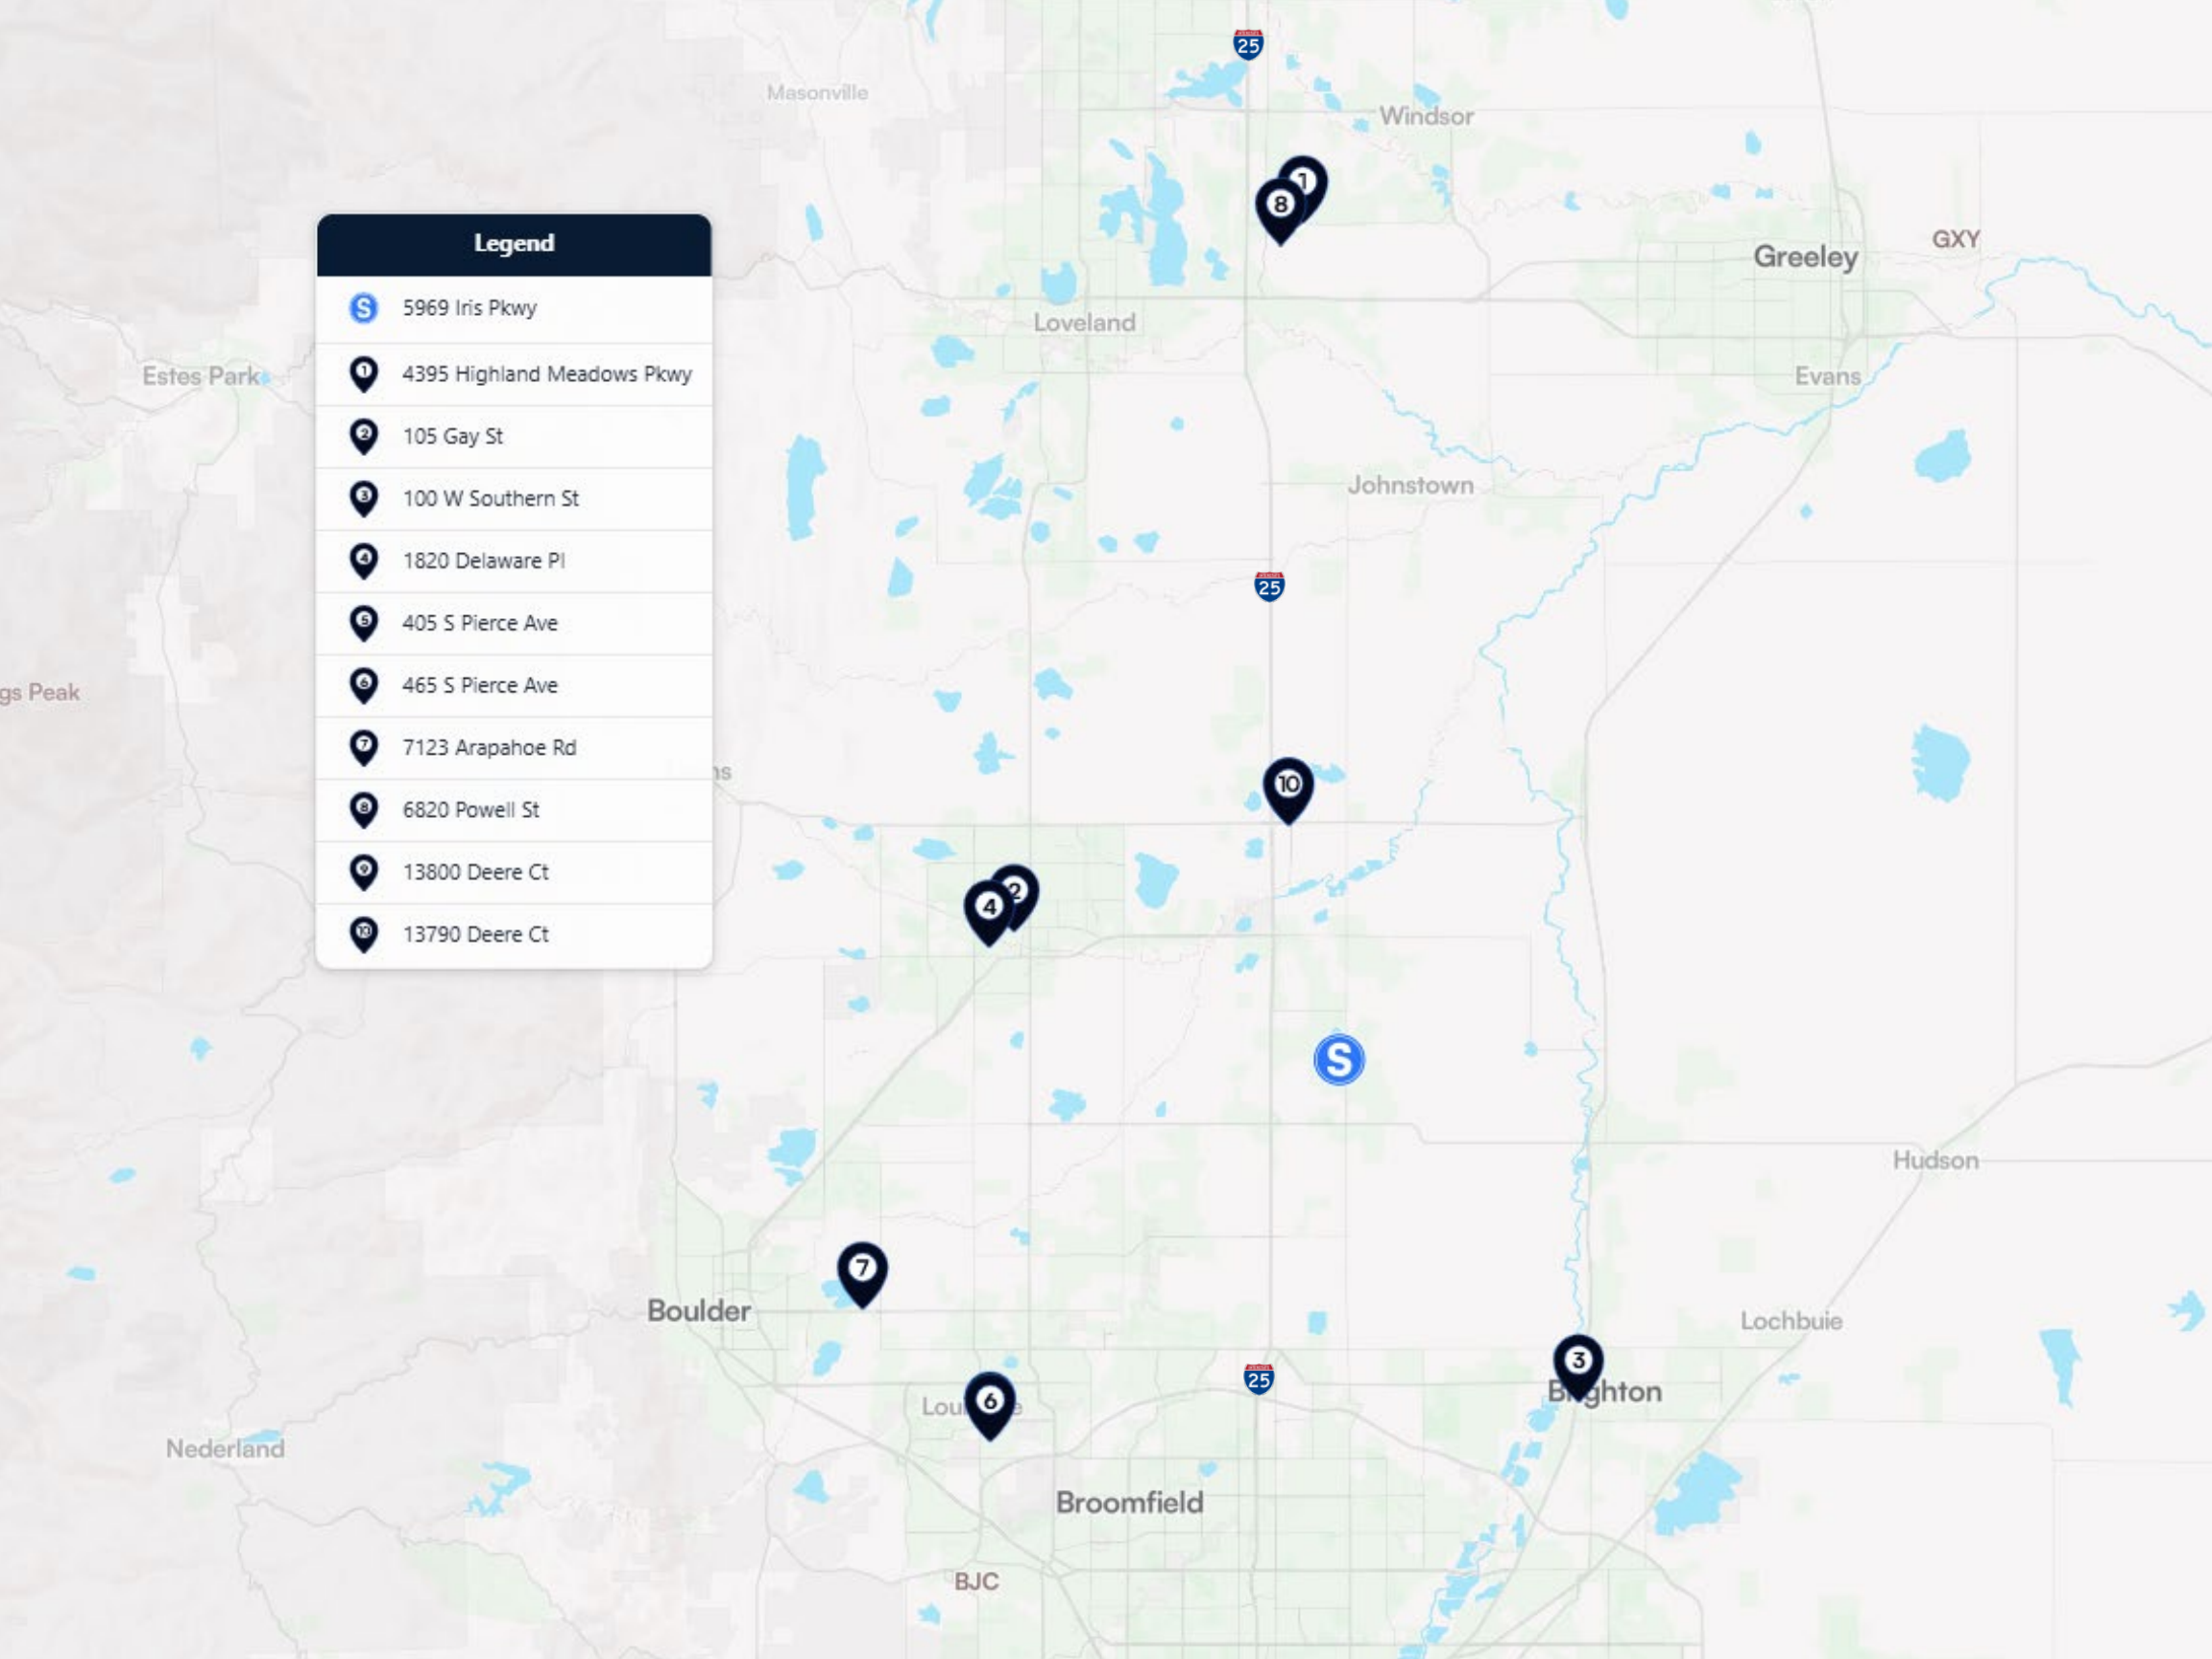 25
Masonville
Windsor
1
8
Legend
S 5969 Iris Pkwy
1 4395 Highland Meadows Pkwy
2 105 Gay St
3 100 W Southern St
4 1820 Delaware Pl
5 405 S Pierce Ave
6 465 S Pierce Ave
7 7123 Arapahoe Rd
8 6820 Powell St
9 13800 Deere Ct
10 13790 Deere Ct
GXY
Greeley
Loveland
Estes Park
Evans
Johnstown
25
gs Peak
ns
10
2
4
S
Hudson
7
Boulder
Lochbuie
3
25
6
Nederland
Broomfield
BJC